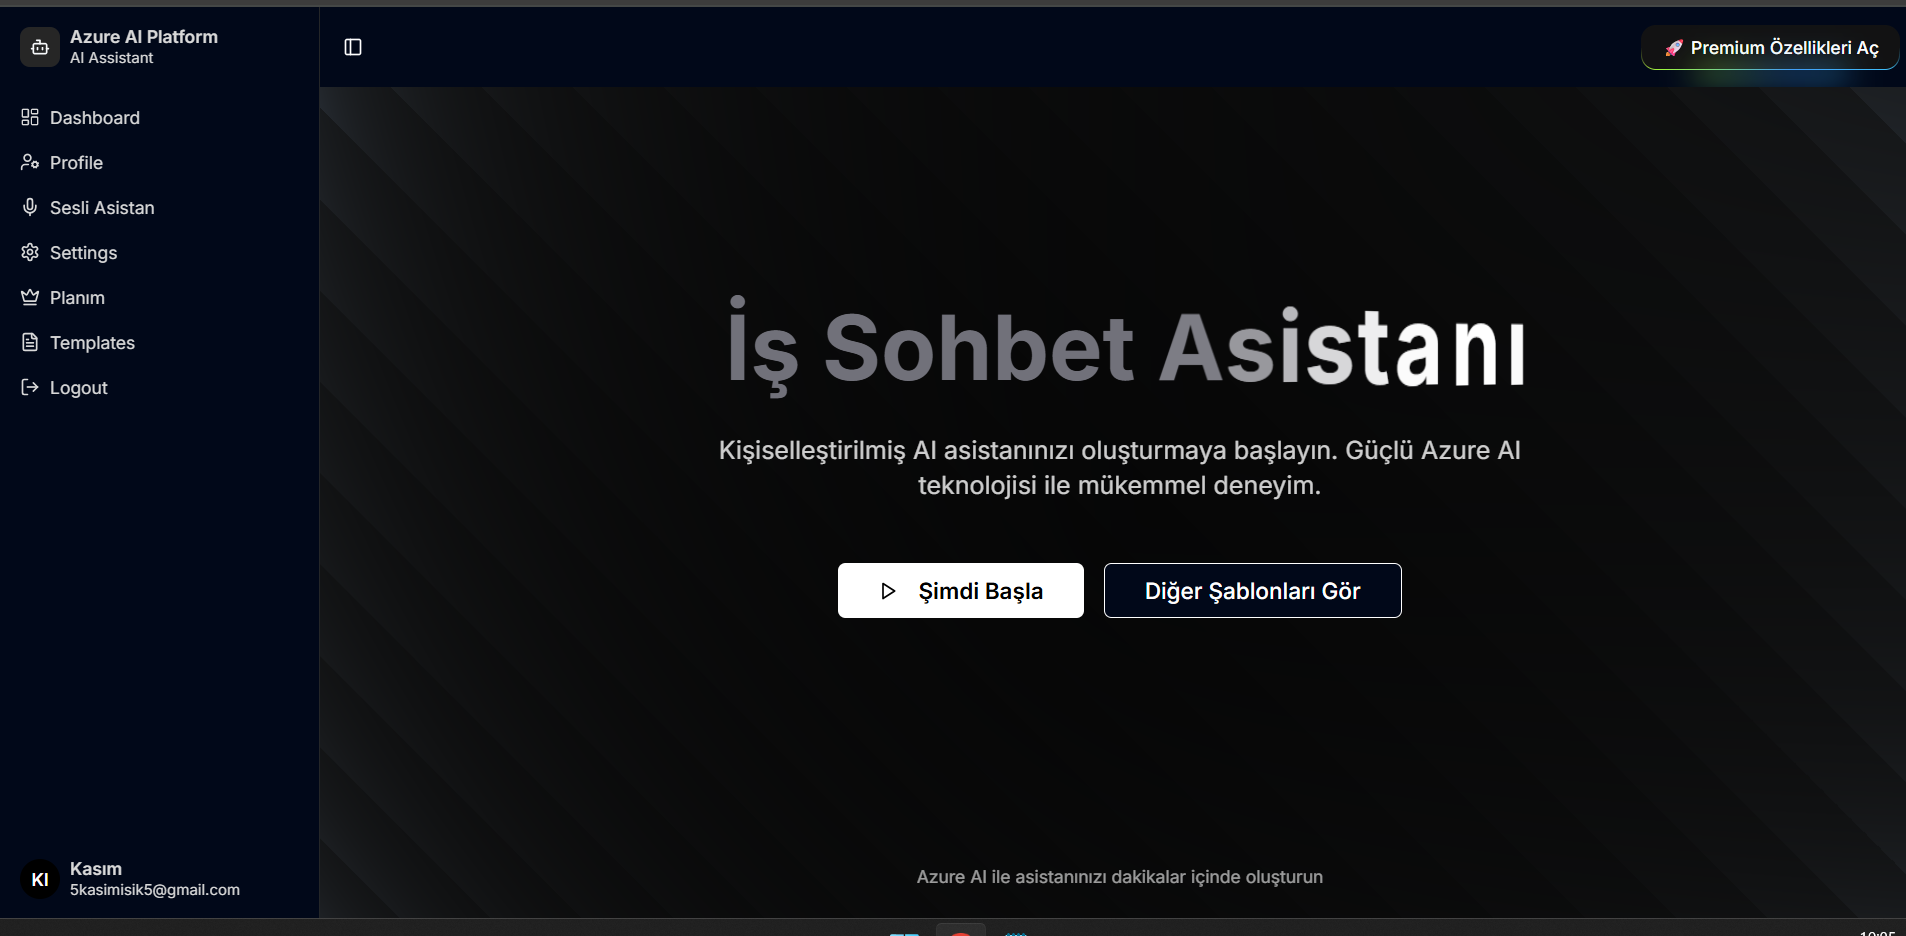 Azure AI Platform
AI Assistant
Dashboard
Profile
Sesli Asistan
Settings
Planım
Templates
Logout
Kasım
KI
5kasimisik5@gmail.com
🚀 Premium Özellikleri Aç
İş Sohbet Asistanı
Kişiselleştirilmiş AI asistanınızı oluşturmaya başlayın. Güçlü Azure AI
teknolojisi ile mükemmel deneyim.
Şimdi Başla
Diğer Şablonları Gör
Azure AI ile asistanınızı dakikalar içinde oluşturun